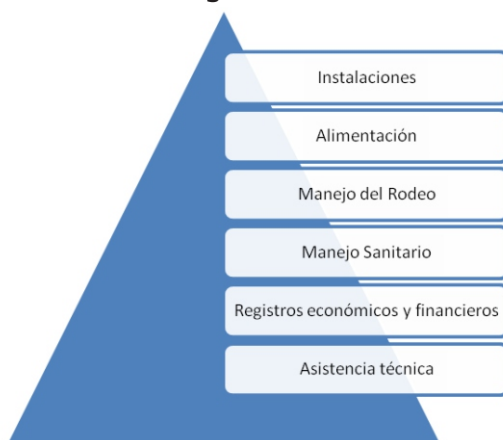 Instalaciones
Alimentación
Manejo del Rodeo
Manejo Sanitario
Registros económicos y financieros
Asistencia técnica